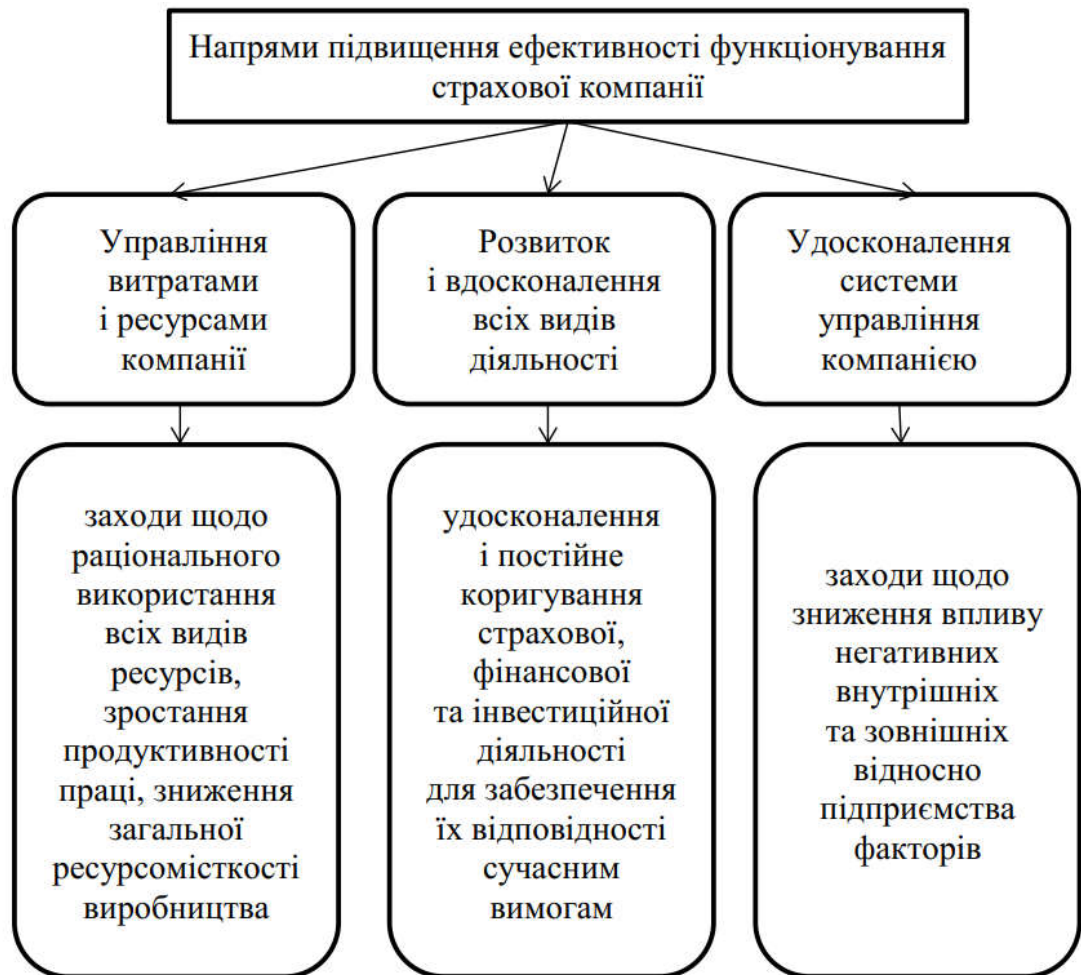 Напрями підвищення ефективності функціонування
страхової компанії
Управління
витратами
і ресурсами
компанії
Розвиток
і вдосконалення
всіх видів
діяльності
Удосконалення
системи
управління
компанією
заходи щодо
раціонального
використання
всіх видів
ресурсів,
зростання
продуктивності
праці, зниження
загальної
ресурсомісткості
виробництва
удосконалення
і постійне
коригування
страхової,
фінансової
та інвестиційної
діяльності
для забезпечення
їх відповідності
сучасним
вимогам
заходи щодо
зниження впливу
негативних
внутрішніх
та зовнішніх
відносно
підприємства
факторів